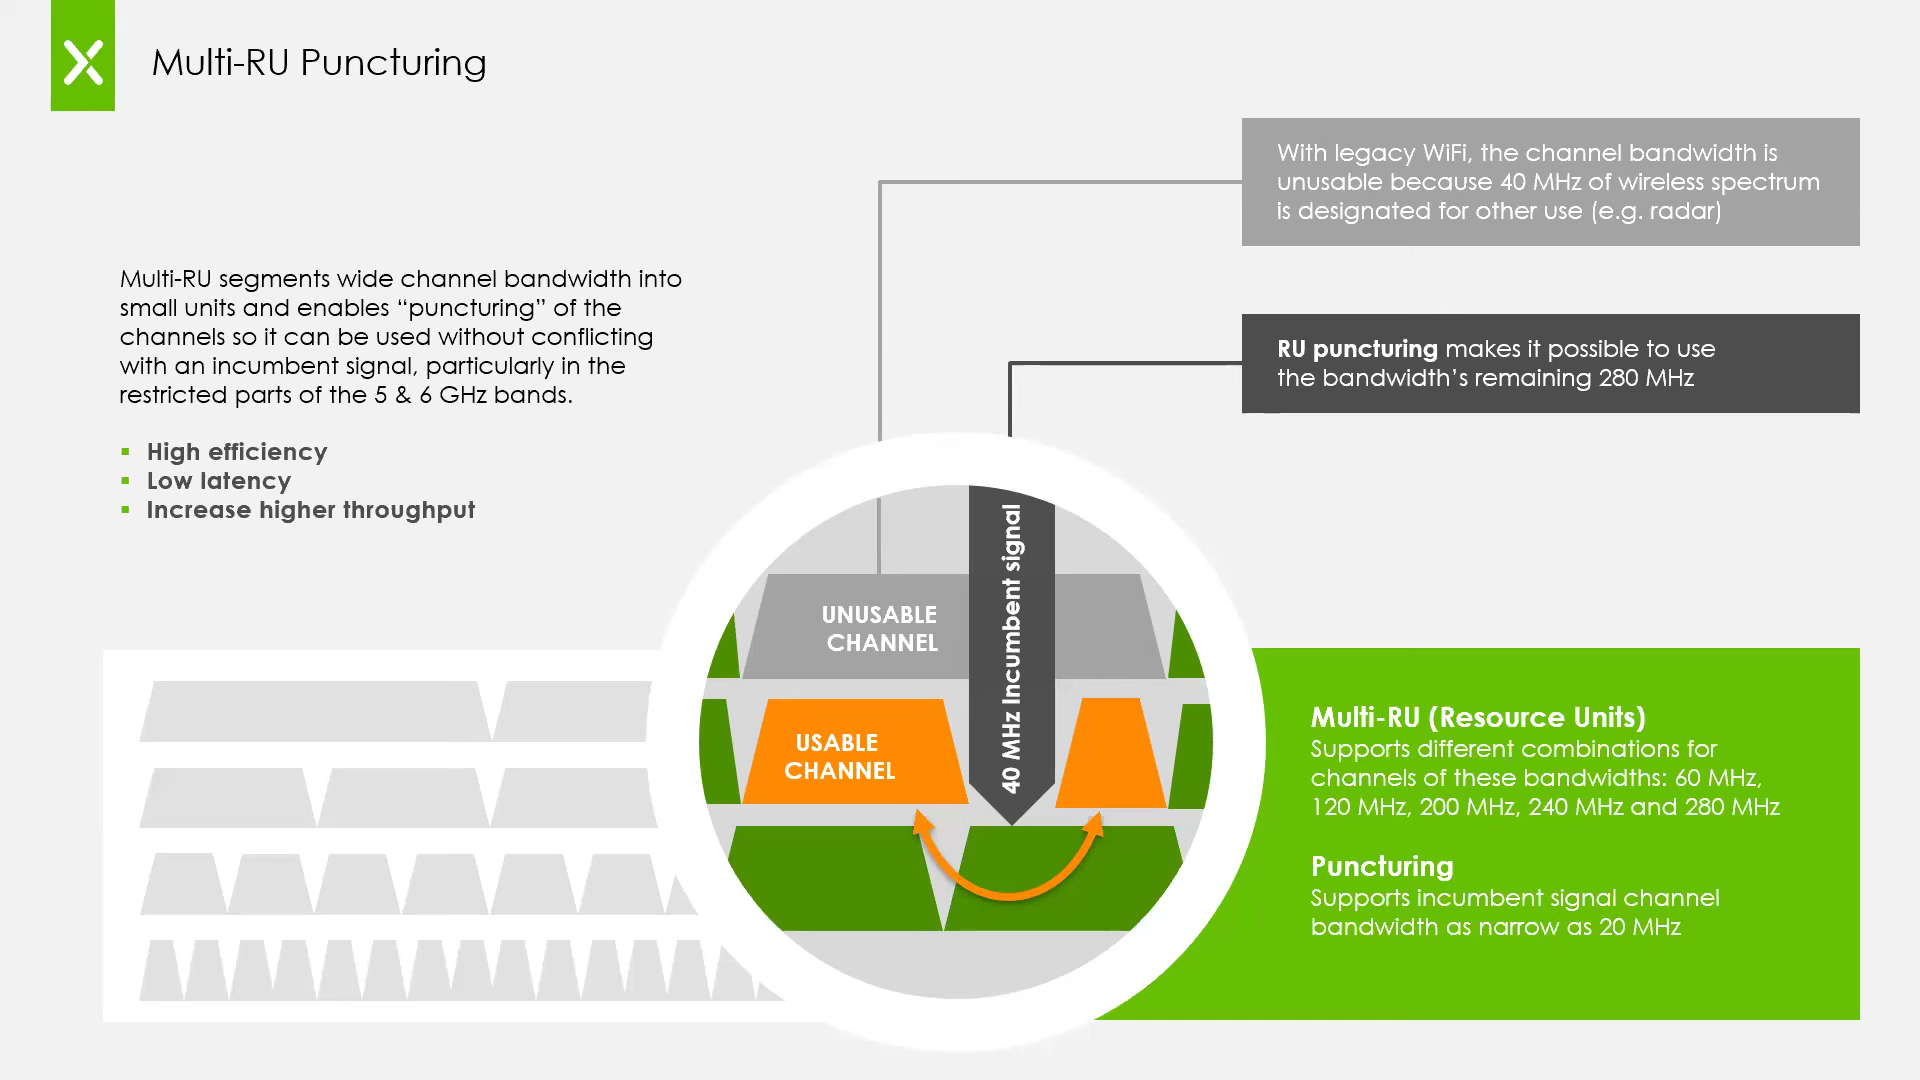 Multi-RU Puncturing
With legacy WiFi, the channel bandwidth is
unusable because 40 MHz of wireless spectrum
is designated for other use (e.g. radar)
Multi-RU segments wide channel bandwidth into
small units and enables “puncturing” of the
channels so it can be used without conflicting
with an incumbent signal, particularly in the
restricted parts of the 5 & 6 GHz bands.
▪ High efficiency
▪ Low latency
▪ Increase higher throughput
RU puncturing makes it possible to use
the bandwidth’s remaining 280 MHz
40 MHz Incumbent signal
UNUSABLE
CHANNEL
USABLE
CHANNEL
Multi-RU (Resource Units)
Supports different combinations for
channels of these bandwidths: 60 MHz,
120 MHz, 200 MHz, 240 MHz and 280 MHz
Puncturing
Supports incumbent signal channel
bandwidth as narrow as 20 MHz